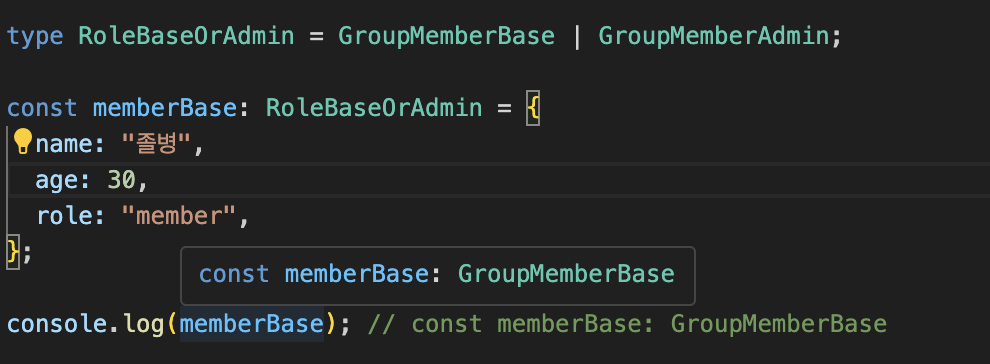 type RoleBaseOrAdmin = GroupMemberBase | GroupMemberAdmin;
const memberBase: RoleBaseOrAdmin = {
name: "졸병",
age: 30,
role: "member",
};
const memberBase: GroupMemberBase
console.log(memberBase); // const memberBase: GroupMemberBase